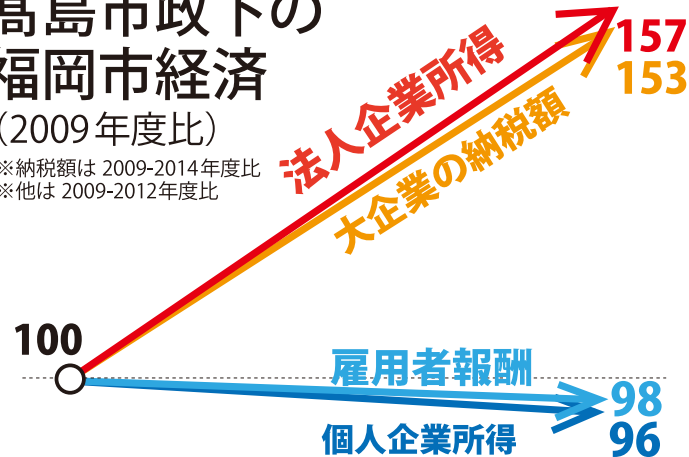 髙島市政下の
福岡市経済
(2009年度比)
※納税額は 2009-2014年度比
※他は 2009-2012年度比
法人企業所得
157
大企業の納税額
153
100
雇用者報酬
98
個人企業所得
96